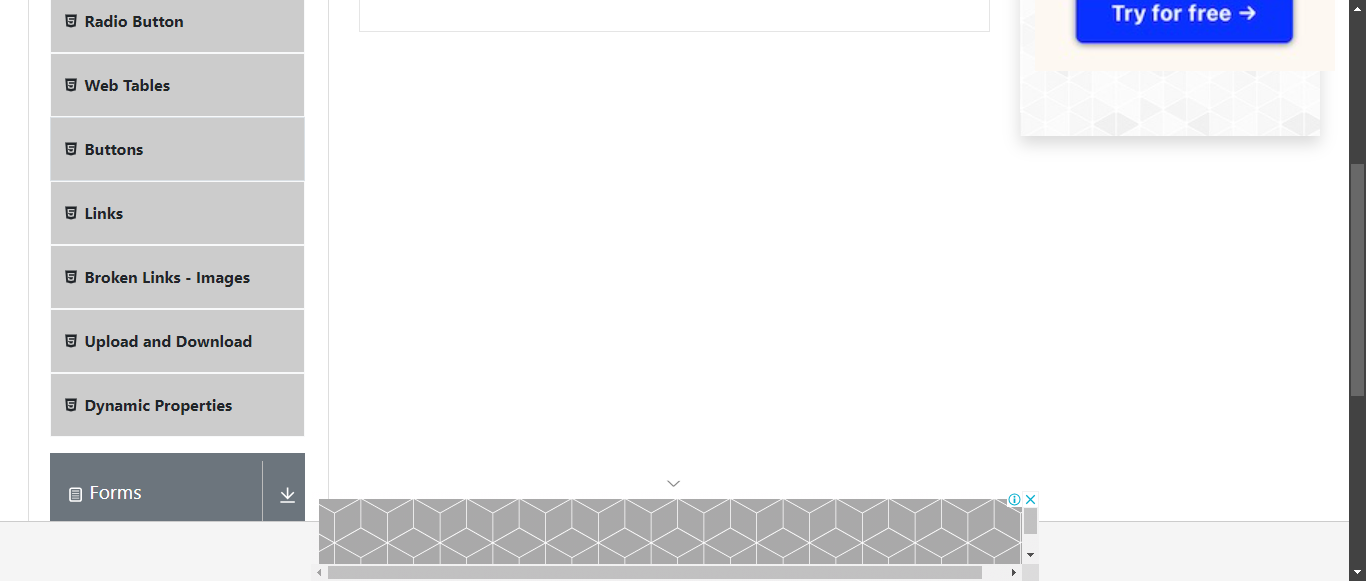 Radio Button
Web Tables
Buttons
Links
Broken Links - Images
Upload and Download
Dynamic Properties
Forms
Try for free →